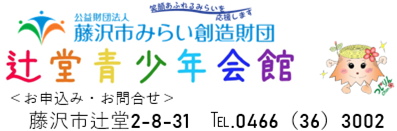 笑顔あふれるみらいを
応援します
公益財団法人
藤沢市みらい創造財団
辻堂青少年会館
＜お申込み・お問合せ＞
藤沢市辻堂2-8-31　℡.0466（36）3002